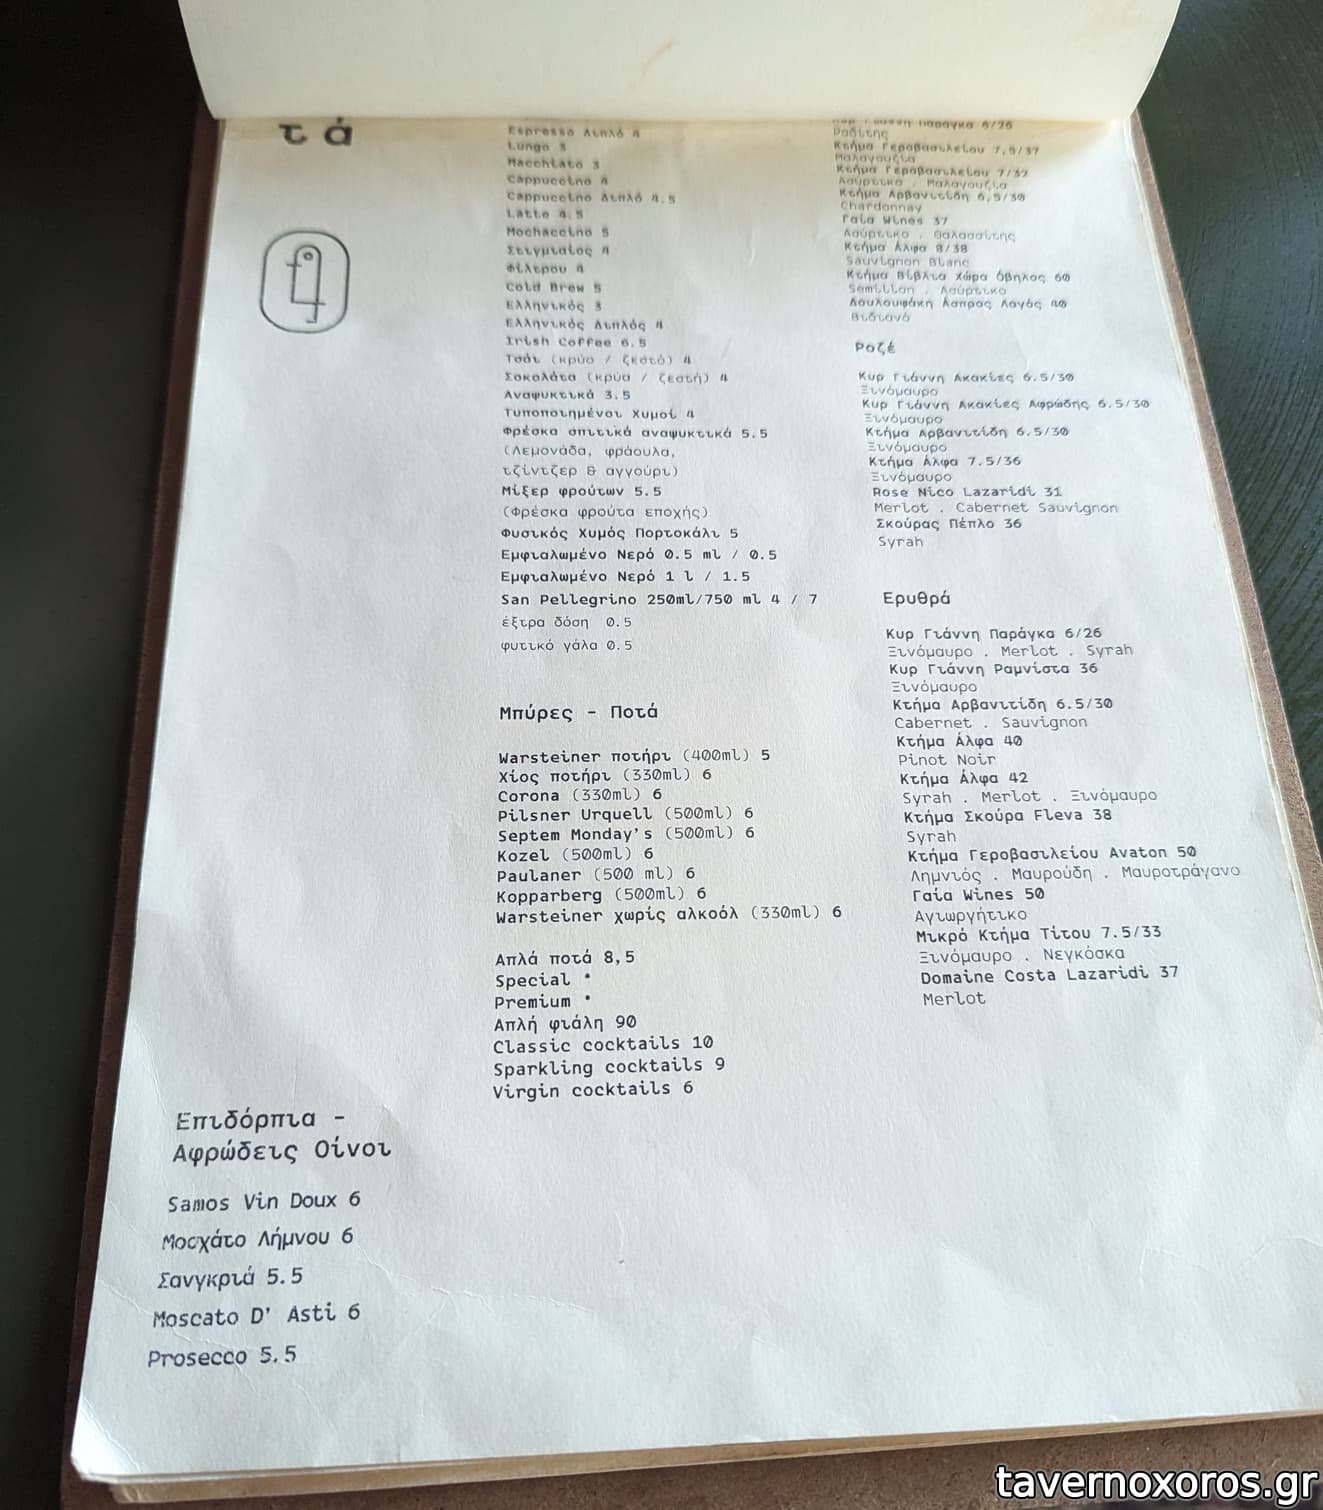 τά
Espresso Διπλό 4
Lungo 3
Macchiato 3
Cappuccino 4
Cappuccino Διπλό 4.5
Latte 4.5
Mochaccino 5
Στιγμιαίος 4
Φίλτρου 4
Cold Brew 5
Ελληνικός 3
Ελληνικός Διπλός 4
Irish Coffee 6.5
Τσάι (κρύο / ζεστό) 4
Σοκολάτα (κρύα / ζεστή) 4
Αναψυκτικά 3.5
Τυποποιημένοι Χυμοί 4
Φρέσκα σπιτικά αναψυκτικά 5.5
(Λεμονάδα, φράουλα,
τζίντζερ & αγγούρι)
Μίξερ φρούτων 5.5
(Φρέσκα φρούτα εποχής)
Φυσικός Χυμός Πορτοκάλι 5
Εμφιαλωμένο Νερό 0.5 ml / 0.5
Εμφιαλωμένο Νερό 1 l / 1.5
San Pellegrino 250ml/750 ml 4 / 7
έξτρα δόση 0.5
φυτικό γάλα 0.5
Μπύρες - Ποτά
Warsteiner ποτήρι (400ml) 5
Χίος ποτήρι (330ml) 6
Corona (330ml) 6
Pilsner Urquell (500ml) 6
Septem Monday's (500ml) 6
Kozel (500ml) 6
Paulaner (500 ml) 6
Kopparberg (500ml) 6
Warsteiner χωρίς αλκοόλ (330ml) 6
Απλά ποτά 8,5
Special *
Premium *
Απλή φιάλη 90
Classic cocktails 10
Sparkling cocktails 9
Virgin cocktails 6
Κυρ Γιάννη Παράγκα 6/26
Ροδίτης
Κτήμα Γεροβασιλείου 7.5/37
Μαλαγουζία
Κτήμα Γεροβασιλείου 7/32
Ασύρτικο . Μαλαγουζία
Κτήμα Αρβανιτίδη 6,5/30
Chardonnay
Γαία Wines 37
Ασύρτικο . Θαλασσίτης
Κτήμα Άλφα 8/38
Sauvignon Blanc
Κτήμα Βίβλια Χώρα όβηλος 60
Semillon . Ασύρτικο
Δουλουφάκη Άσπρος Λαγός 40
Βιδιανό
Ροζέ
Κυρ Γιάννη Ακακίες 6.5/30
Ξινόμαυρο
Κυρ Γιάννη Ακακίες Αφρώδης 6.5/30
Ξινόμαυρο
Κτήμα Αρβανιτίδη 6.5/30
Ξινόμαυρο
Κτήμα Άλφα 7.5/36
Ξινόμαυρο
Rose Nico Lazaridi 31
Merlot . Cabernet Sauvignon
Σκούρας Πέπλο 36
Syrah
Ερυθρά
Κυρ Γιάννη Παράγκα 6/26
Ξινόμαυρο . Merlot . Syrah
Κυρ Γιάννη Ραμνίστα 36
Ξινόμαυρο
Κτήμα Αρβανιτίδη 6.5/30
Cabernet . Sauvignon
Κτήμα Άλφα 40
Pinot Noir
Κτήμα Άλφα 42
Syrah . Merlot . Ξινόμαυρο
Κτήμα Σκούρα Fleva 38
Syrah
Κτήμα Γεροβασιλείου Avaton 50
Λημνιός . Μαυρούδη . Μαυροτράγανο
Γαία Wines 50
Αγιωργήτικο
Μικρό Κτήμα Τίτου 7.5/33
Ξινόμαυρο . Νεγκόσκα
Domaine Costa Lazaridi 37
Merlot
Επιδόρπια -
Αφρώδεις Οίνοι
Samos Vin Doux 6
Μοσχάτο Λήμνου 6
Σανγκριά 5.5
Moscato D' Asti 6
Prosecco 5.5
tavernoxoros.gr